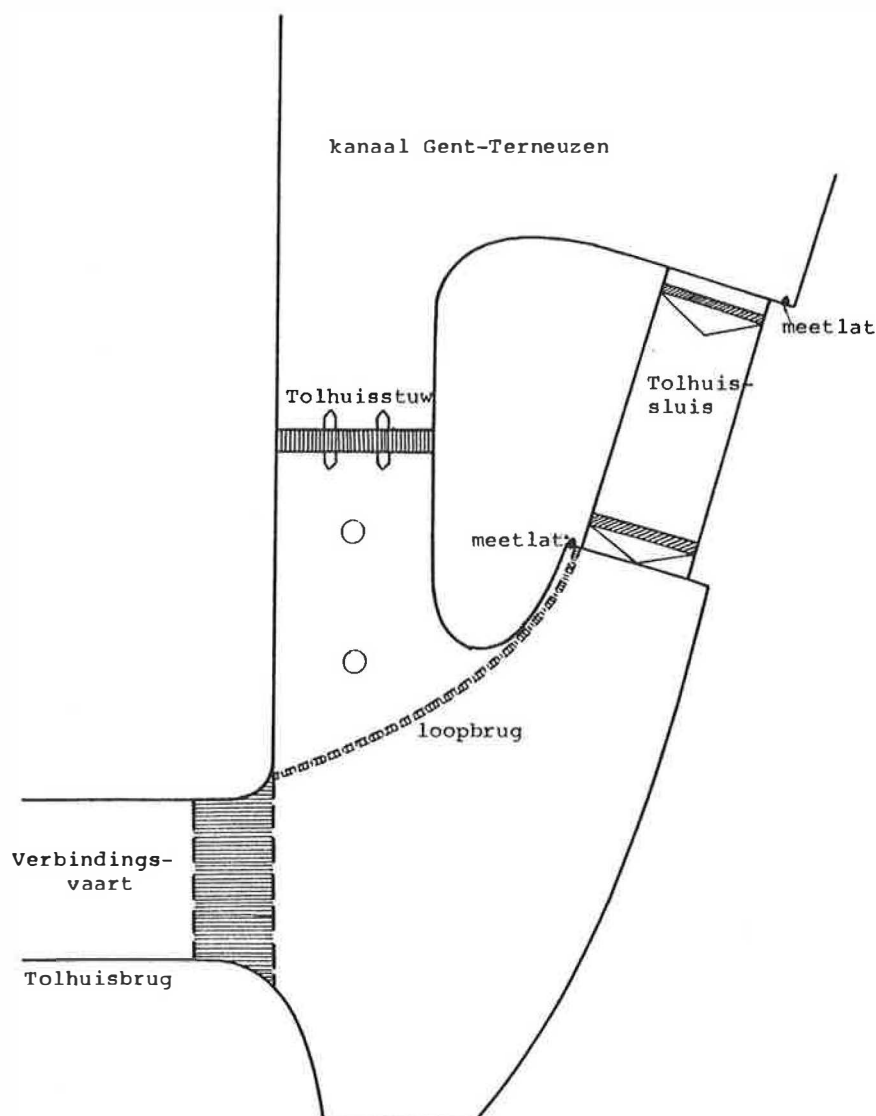 kanaal Gent-Terneuzen
meetlat
Tolhuisstuw
Tolhuis-
sluis
meetlat
loopbrug
Verbindings-
vaart
Tolhuisbrug